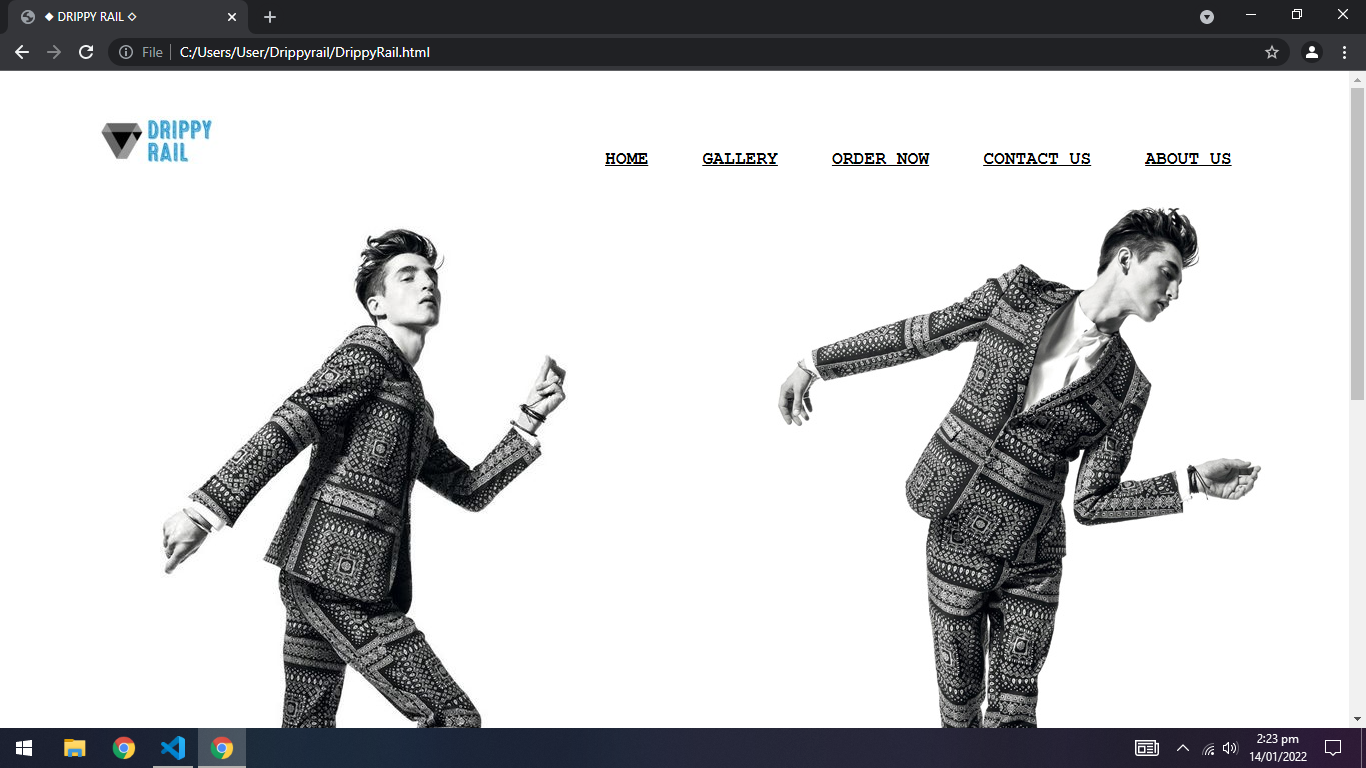 ◆ DRIPPY RAIL ◇
File C:/Users/User/Drippyrail/DrippyRail.html
DRIPPY
RAIL
HOME GALLERY ORDER NOW CONTACT US ABOUT US
2:23 pm
14/01/2022